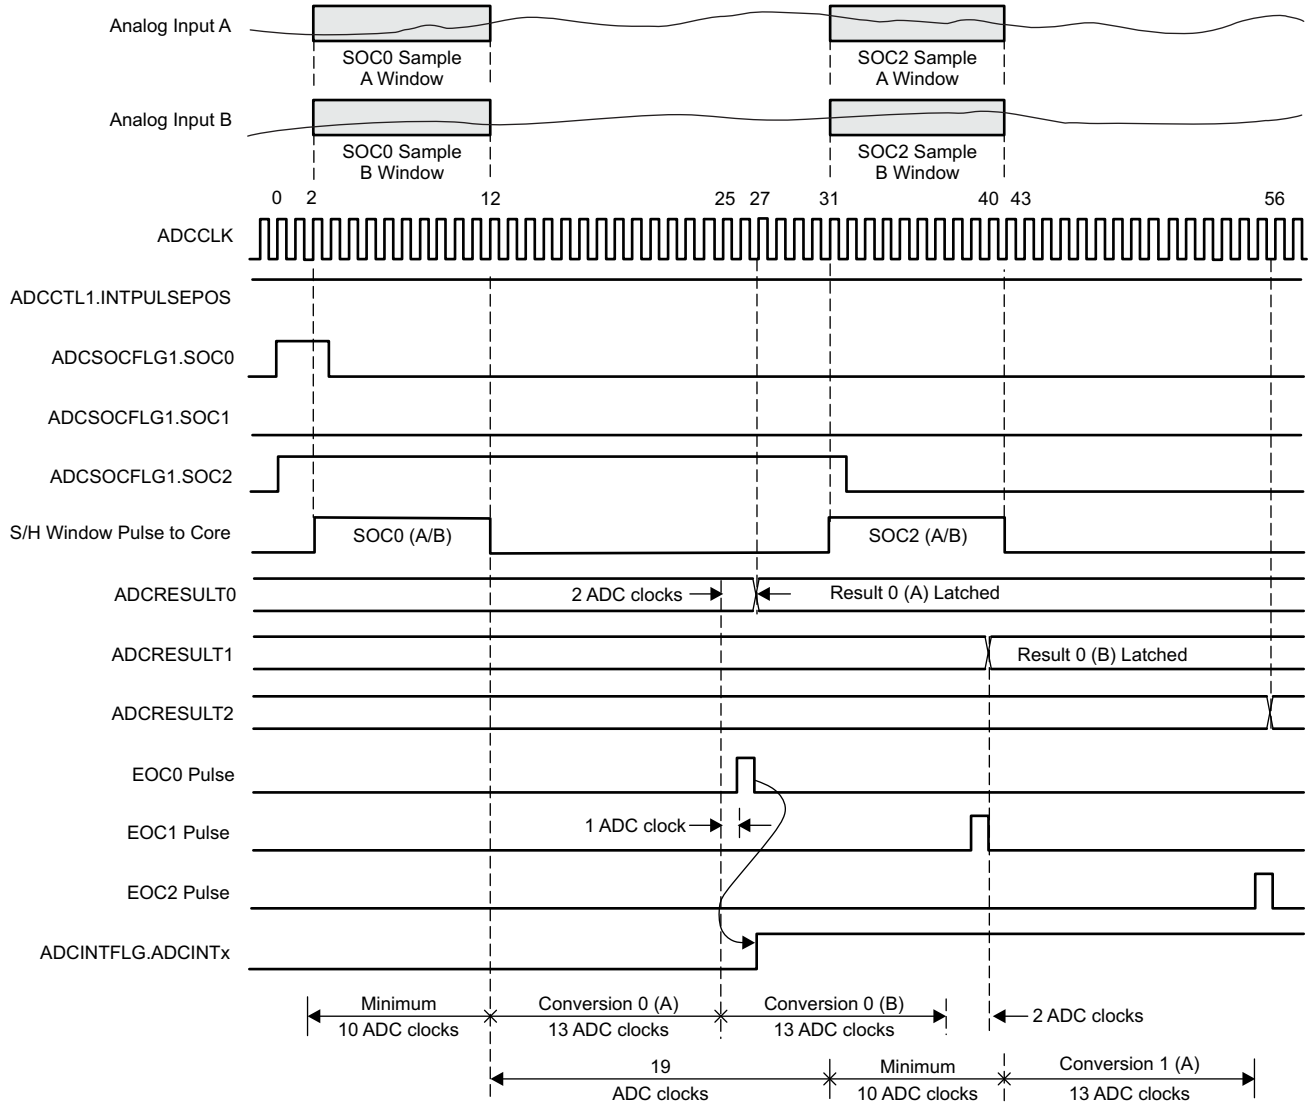 Analog Input A
SOC0 Sample
A Window
SOC2 Sample
A Window
Analog Input B
SOC0 Sample
B Window
SOC2 Sample
B Window
0 2 12 25 27 31 40 43 56
ADCCLK
ADCCTL1.INTPULSEPOS
ADCSOCFLG1.SOC0
ADCSOCFLG1.SOC1
ADCSOCFLG1.SOC2
S/H Window Pulse to Core
SOC0 (A/B)
SOC2 (A/B)
ADCRESULT0
2 ADC clocks
Result 0 (A) Latched
ADCRESULT1
Result 0 (B) Latched
ADCRESULT2
EOC0 Pulse
EOC1 Pulse
1 ADC clock
EOC2 Pulse
ADCINTFLG.ADCINTx
Minimum
10 ADC clocks
Conversion 0 (A)
13 ADC clocks
Conversion 0 (B)
13 ADC clocks
2 ADC clocks
19
ADC clocks
Minimum
10 ADC clocks
Conversion 1 (A)
13 ADC clocks